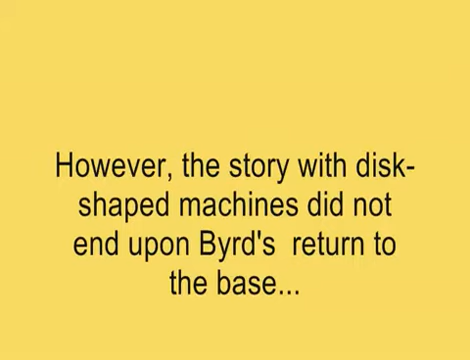 However, the story with disk-
shaped machines did not
end upon Byrd's  return to
the base...